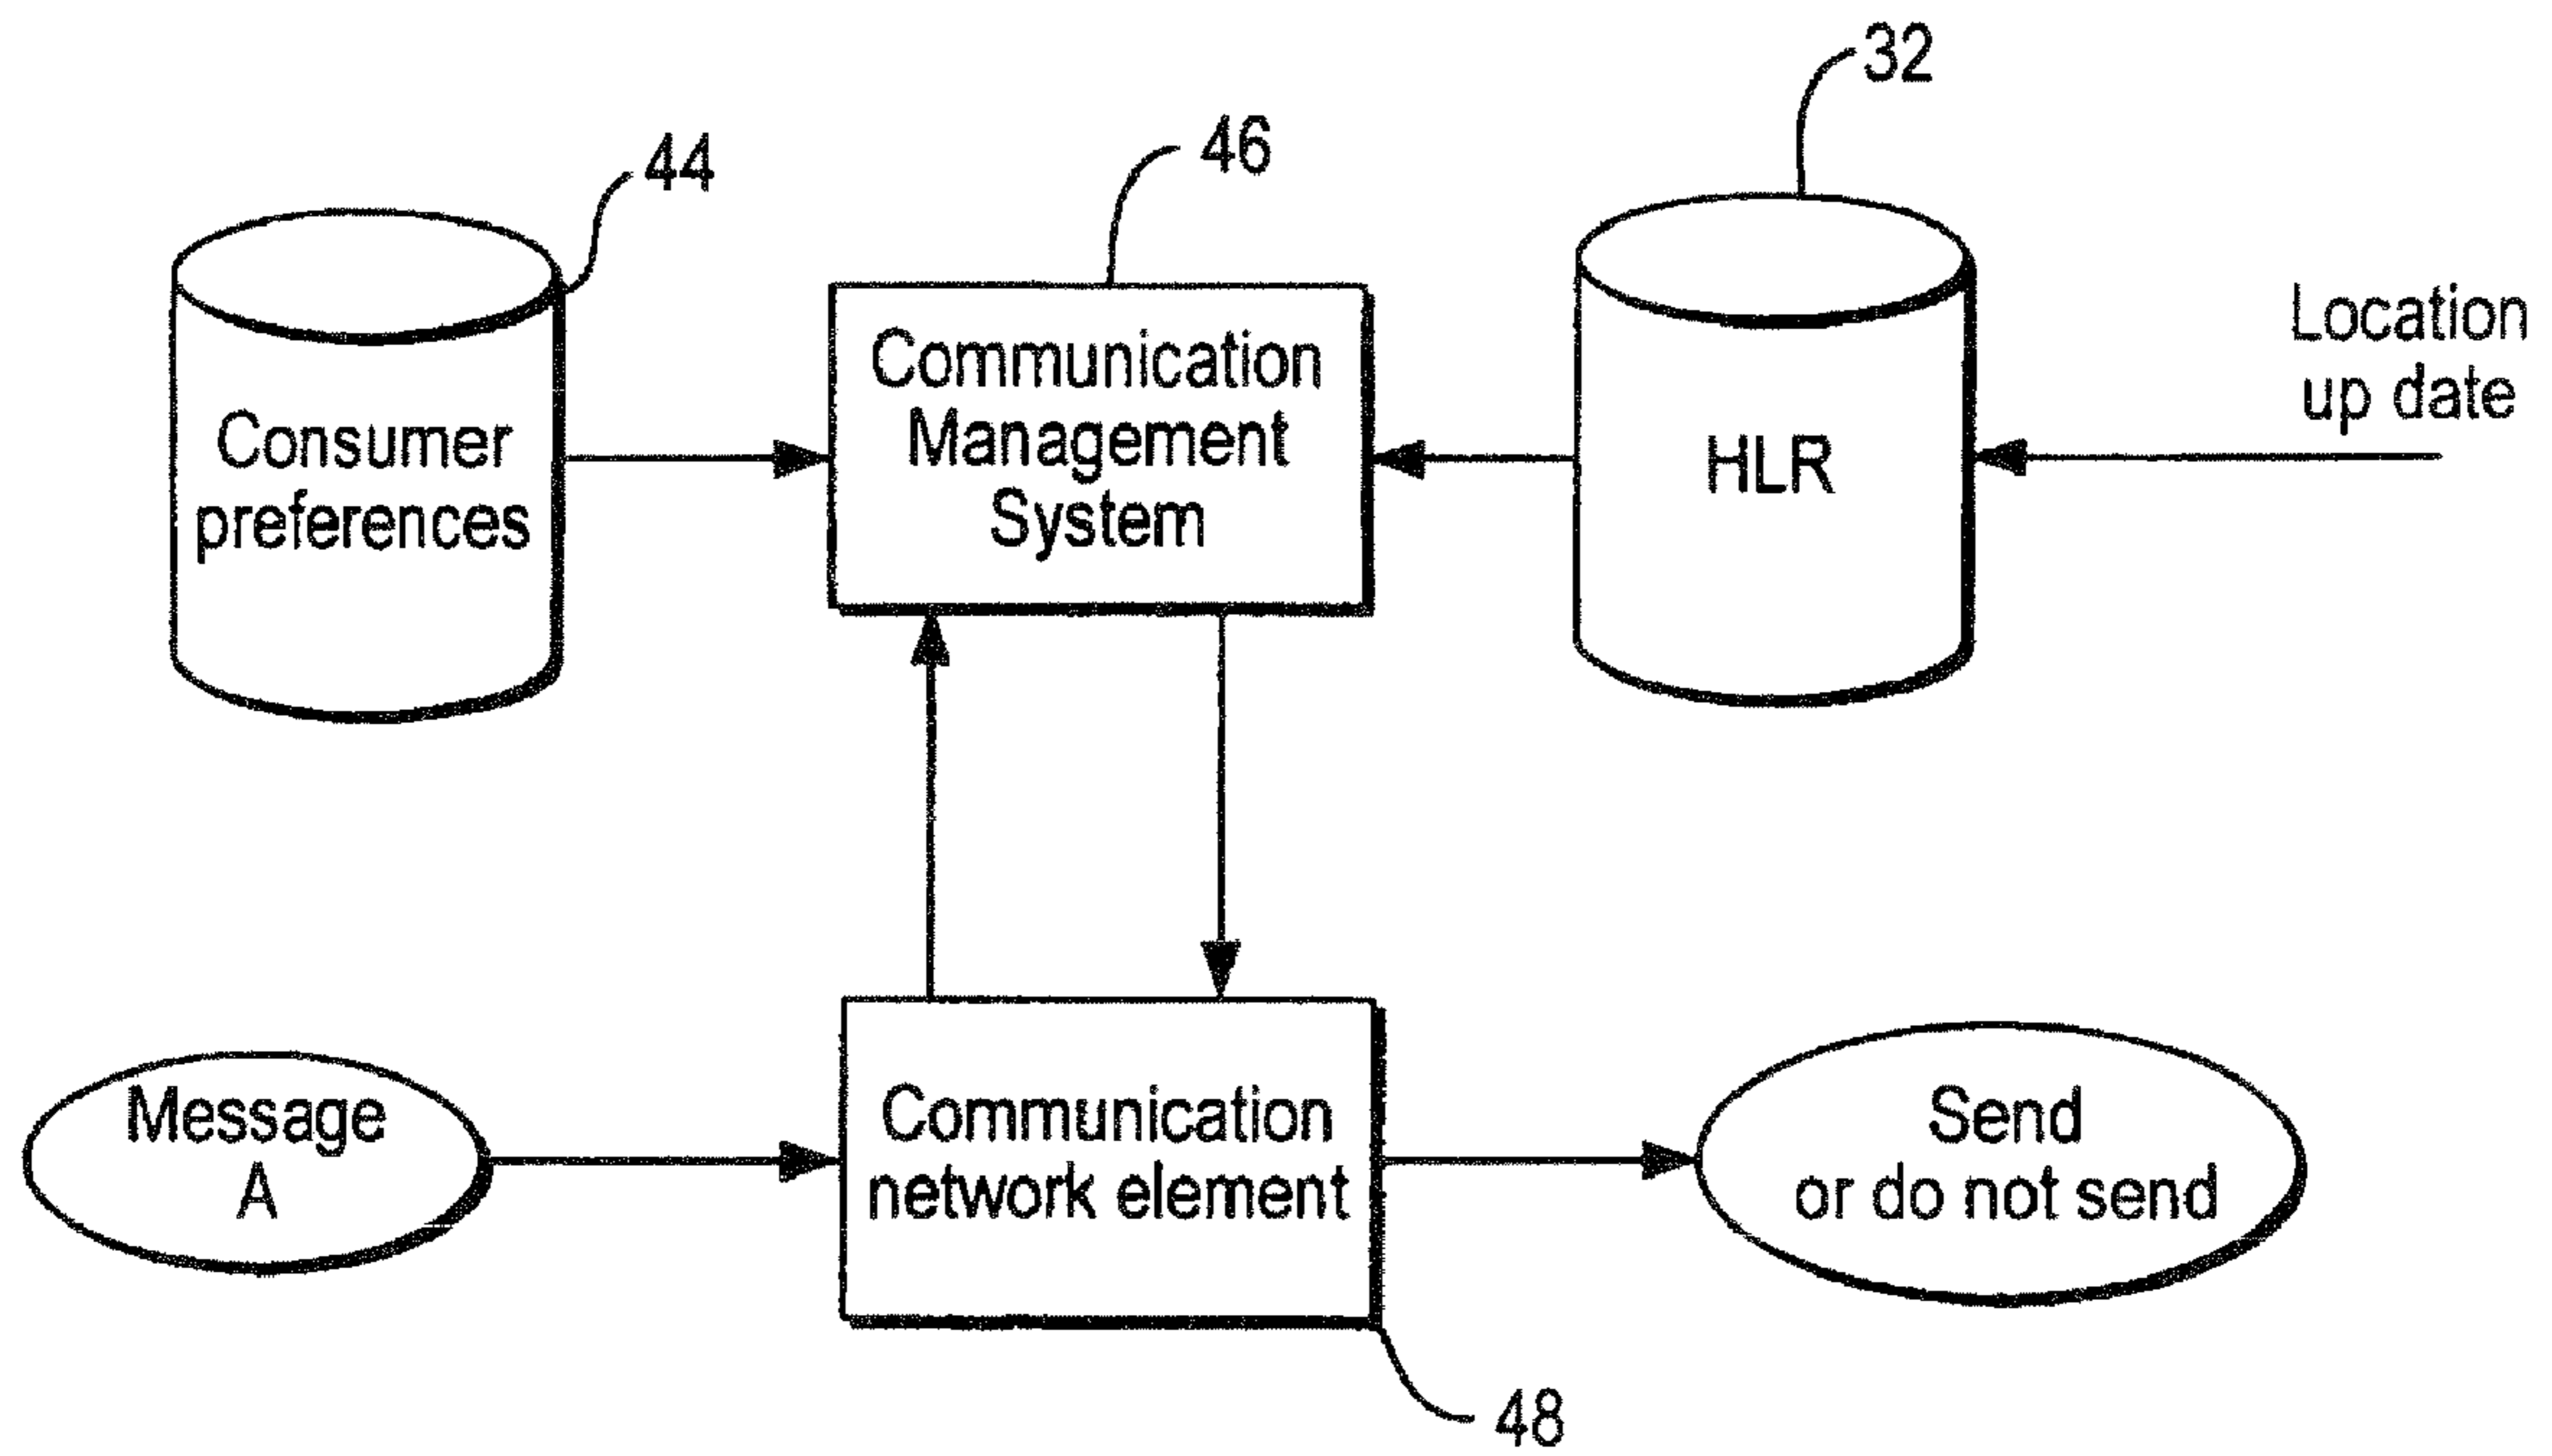 32
46
44
Location
up date
Communication
Management
System
Consumer
preferences
HLR
Message
A
Communication
network element
Send
or do not send
48